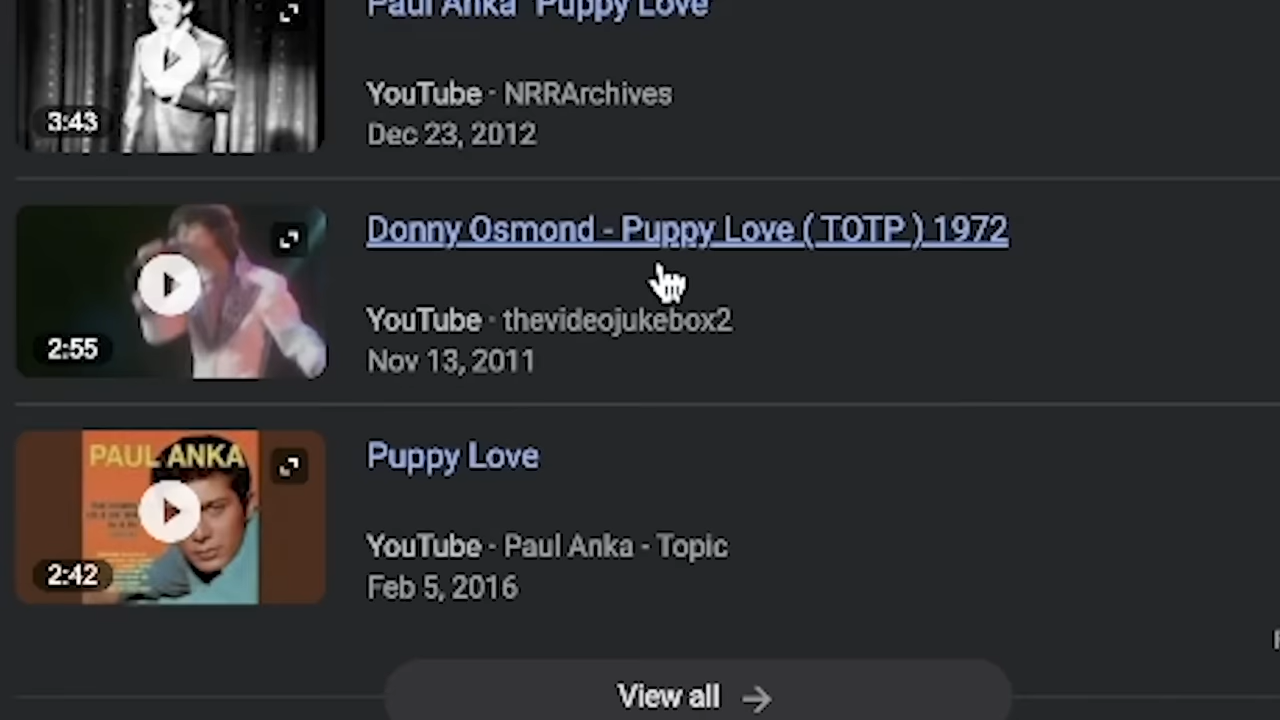 Paul Anka "Puppy Love"
3:43
YouTube · NRRArchives
Dec 23, 2012
Donny Osmond - Puppy Love ( TOTP ) 1972
2:55
YouTube · thevideojukebox2
Nov 13, 2011
PAUL ANKA
Puppy Love
2:42
YouTube · Paul Anka - Topic
Feb 5, 2016
View all →